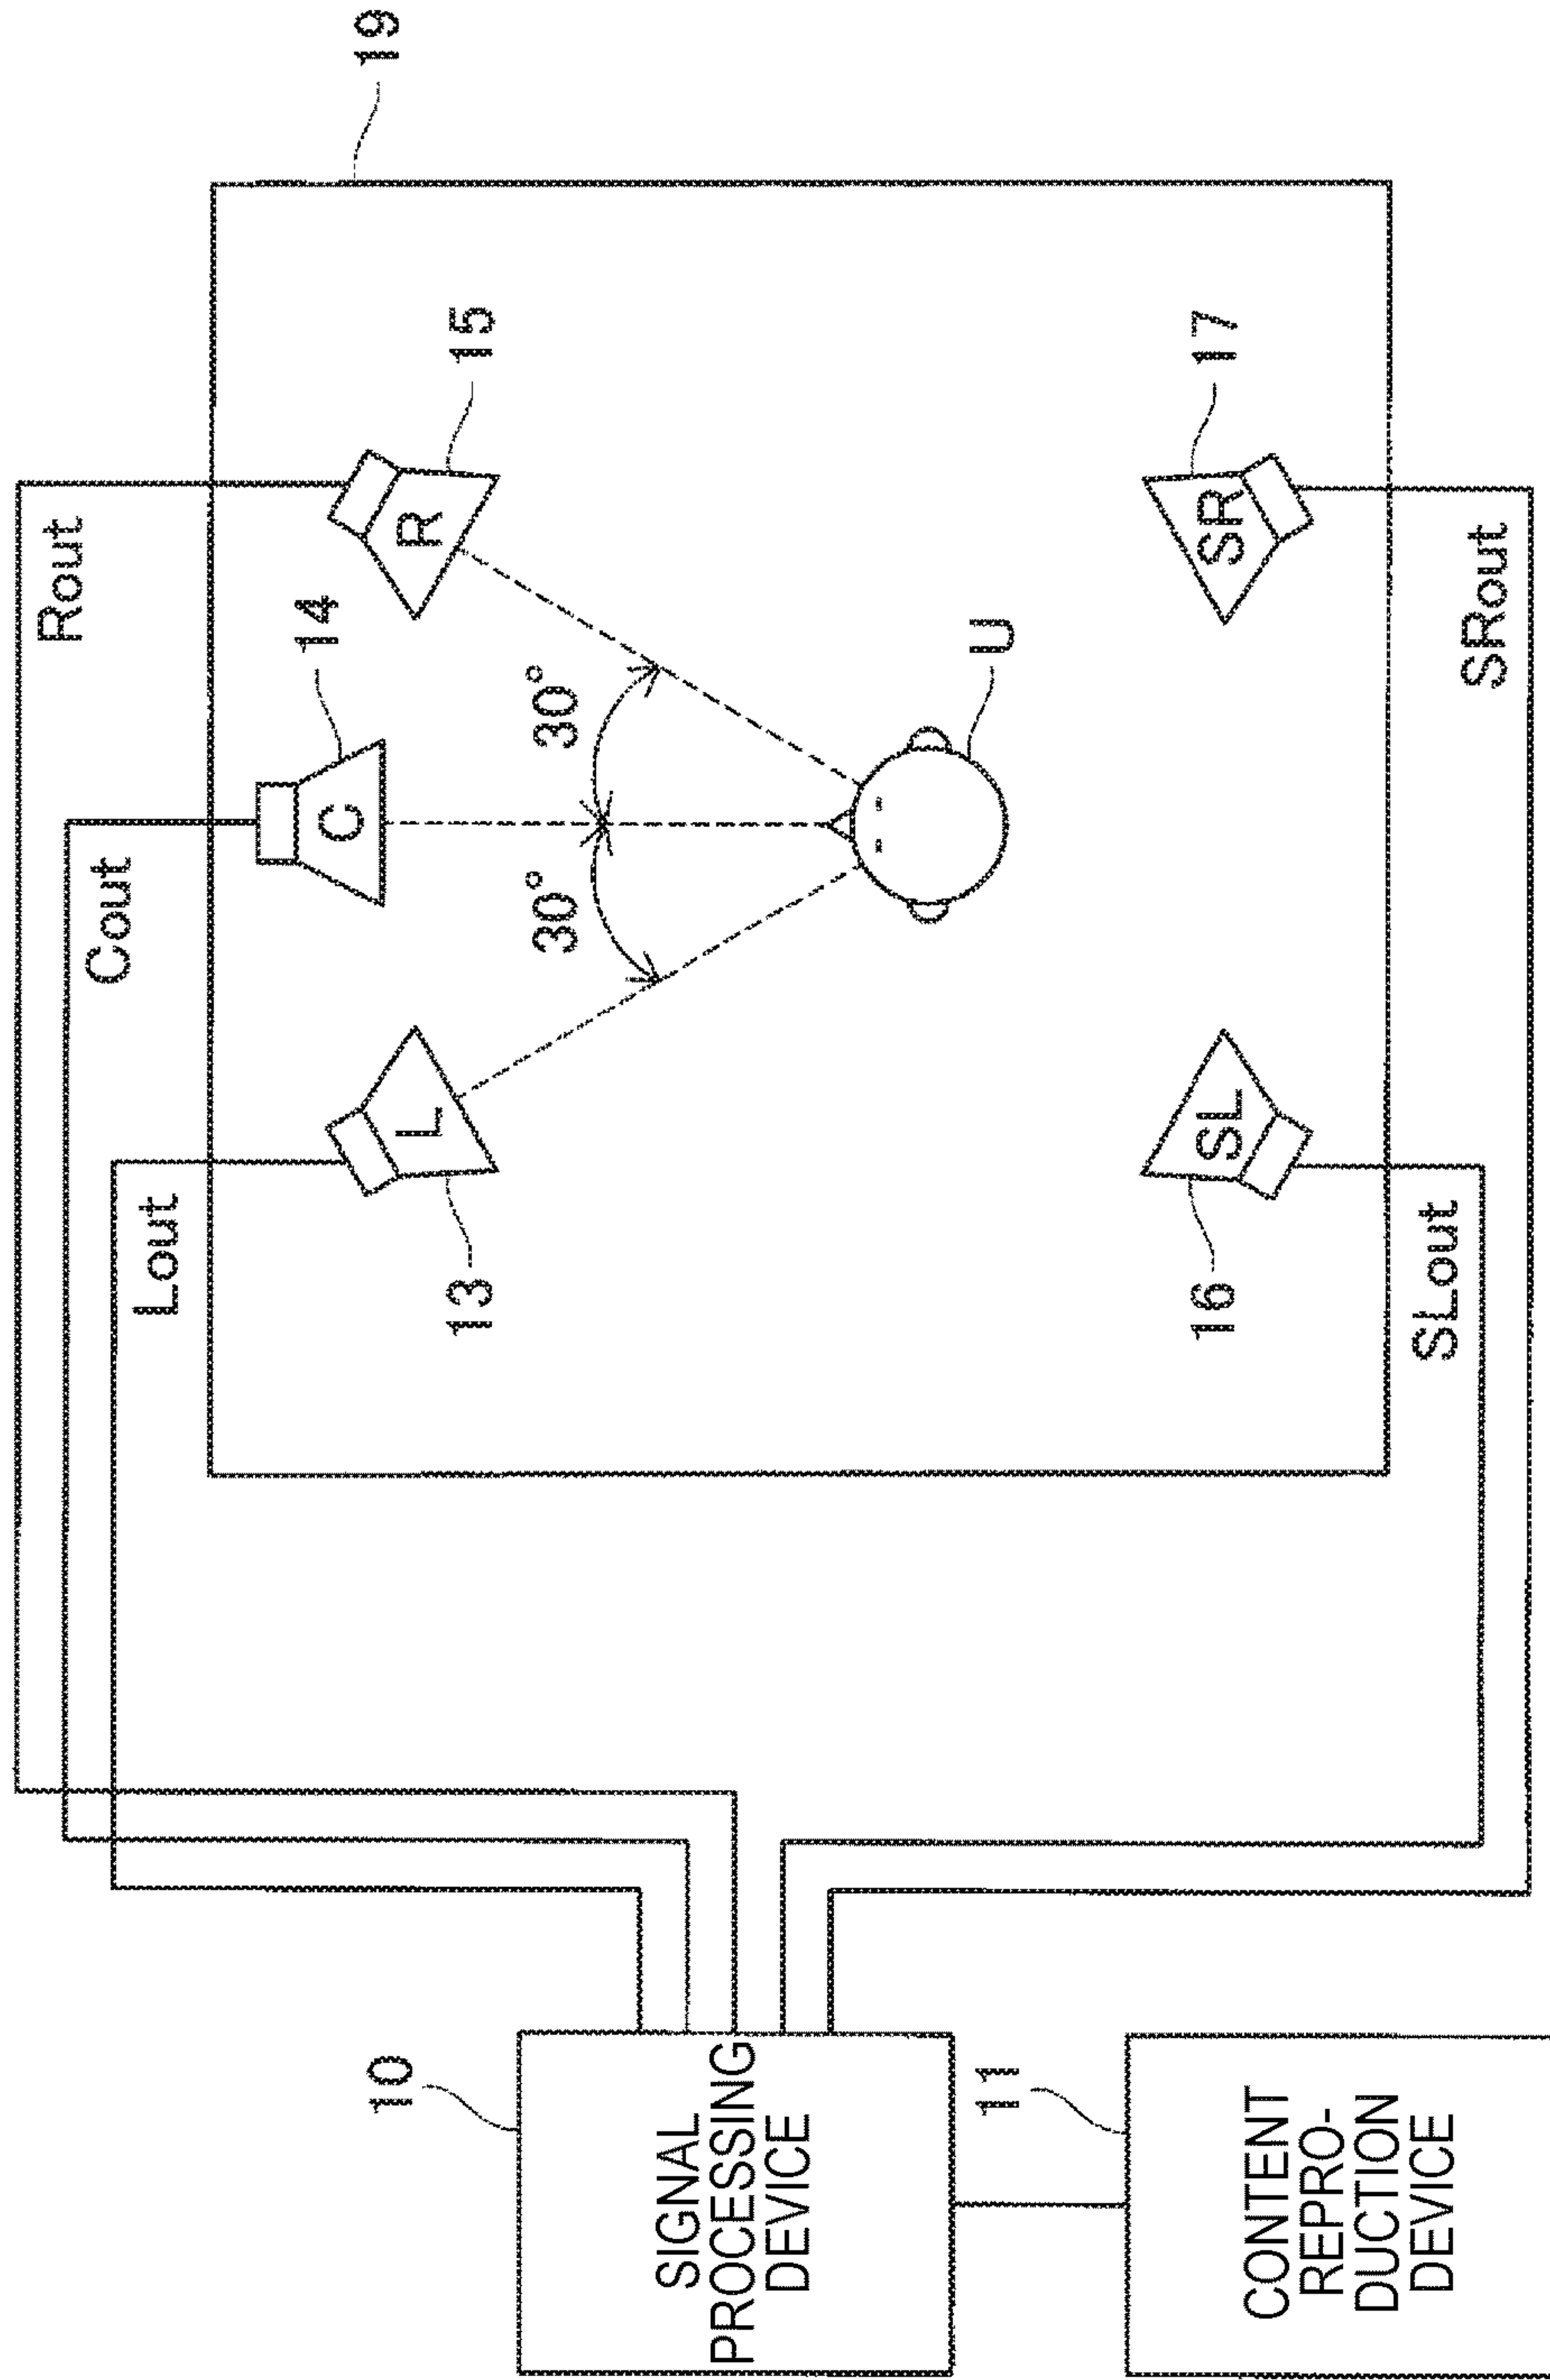 10
SIGNAL
PROCESSING
DEVICE
11
CONTENT
REPRO-
DUCTION
DEVICE
Lout
Cout
Rout
13
L
14
C
15
R
30°
30°
U
16
SL
17
SR
SLout
SRout
19